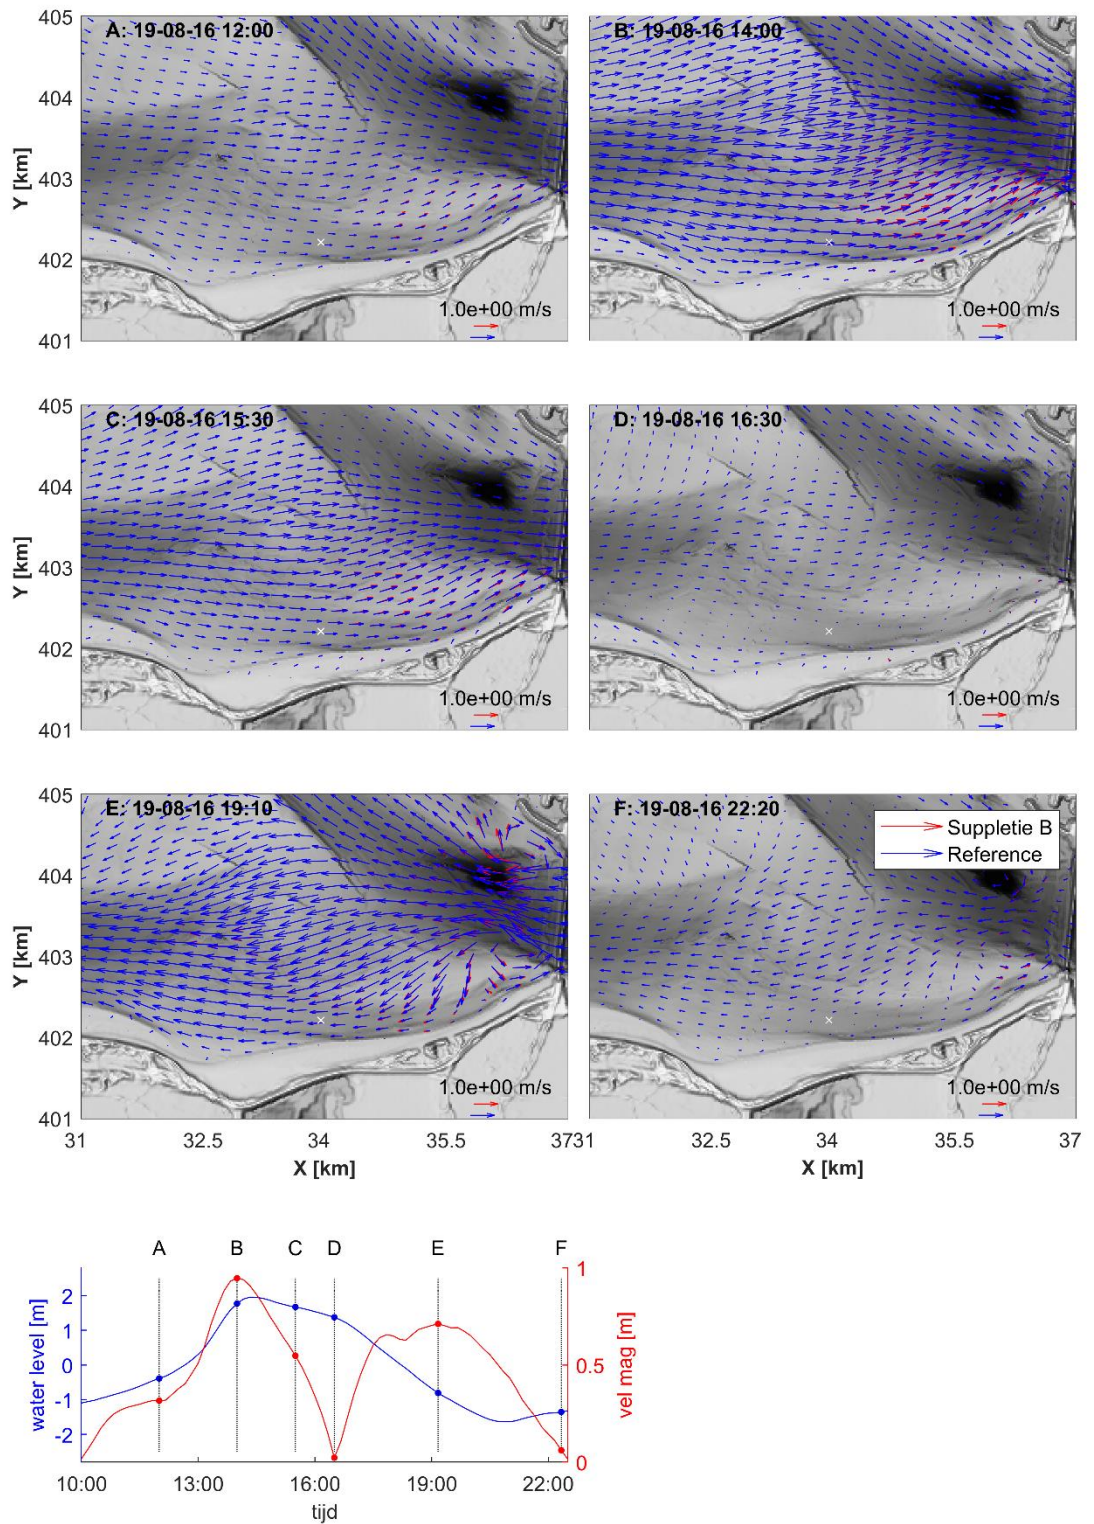 405
A: 19-08-16 12:00
B: 19-08-16 14:00
404
Y [km]
403
402
1.0e+00 m/s
1.0e+00 m/s
401
405
C: 19-08-16 15:30
D: 19-08-16 16:30
404
Y [km]
403
402
1.0e+00 m/s
1.0e+00 m/s
401
405
E: 19-08-16 19:10
F: 19-08-16 22:20
Suppletie B
Reference
404
Y [km]
403
402
1.0e+00 m/s
1.0e+00 m/s
401
31 32.5 34 35.5 37
31 32.5 34 35.5 37
X [km]
X [km]
A B C D E F
water level [m]
2
1
0
-1
-2
1
0.5
0
vel mag [m]
10:00 13:00 16:00 19:00 22:00
tijd